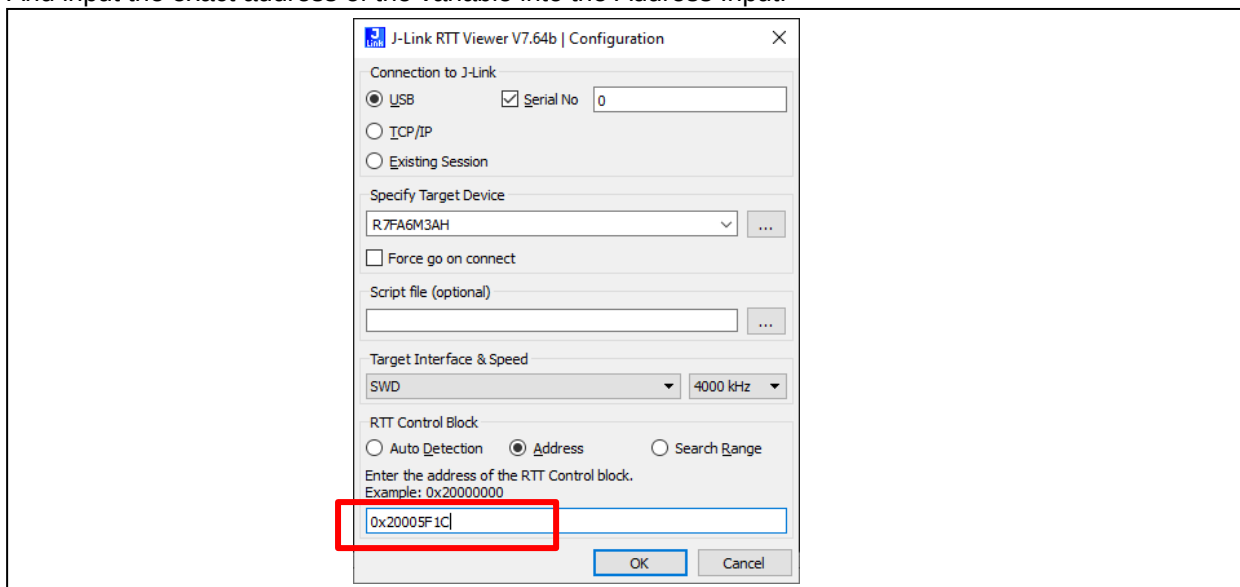 And input the exact address of the variable into the Address input.
J-Link RTT Viewer V7.64b | Configuration
Connection to J-Link
USB Serial No 0
TCP/IP
Existing Session
Specify Target Device
R7FA6M3AH ...
Force go on connect
Script file (optional)
...
Target Interface & Speed
SWD 4000 kHz
RTT Control Block
Auto Detection Address Search Range
Enter the address of the RTT Control block.
Example: 0x20000000
0x20005F1C
OK Cancel